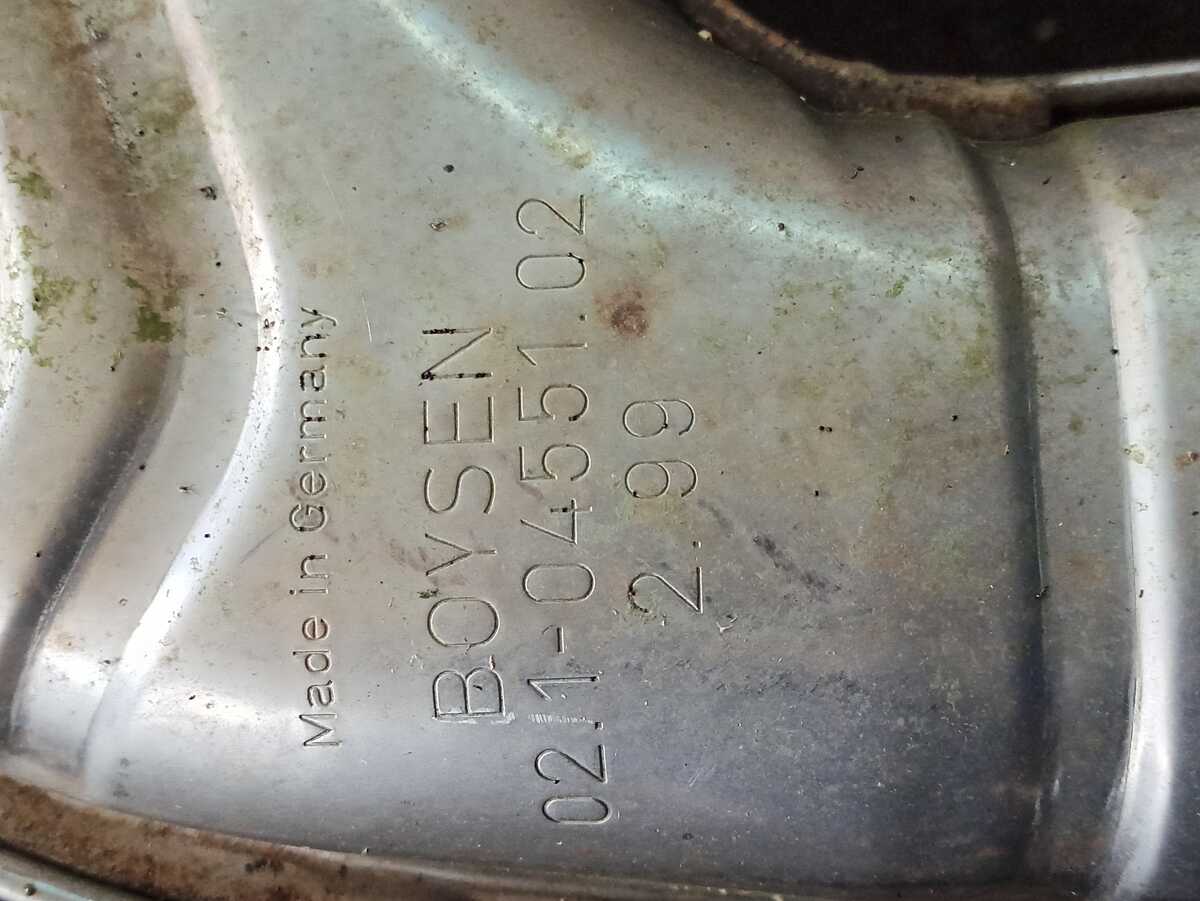 Made in Germany
BOYSEN
02.1-04551.02
2.99